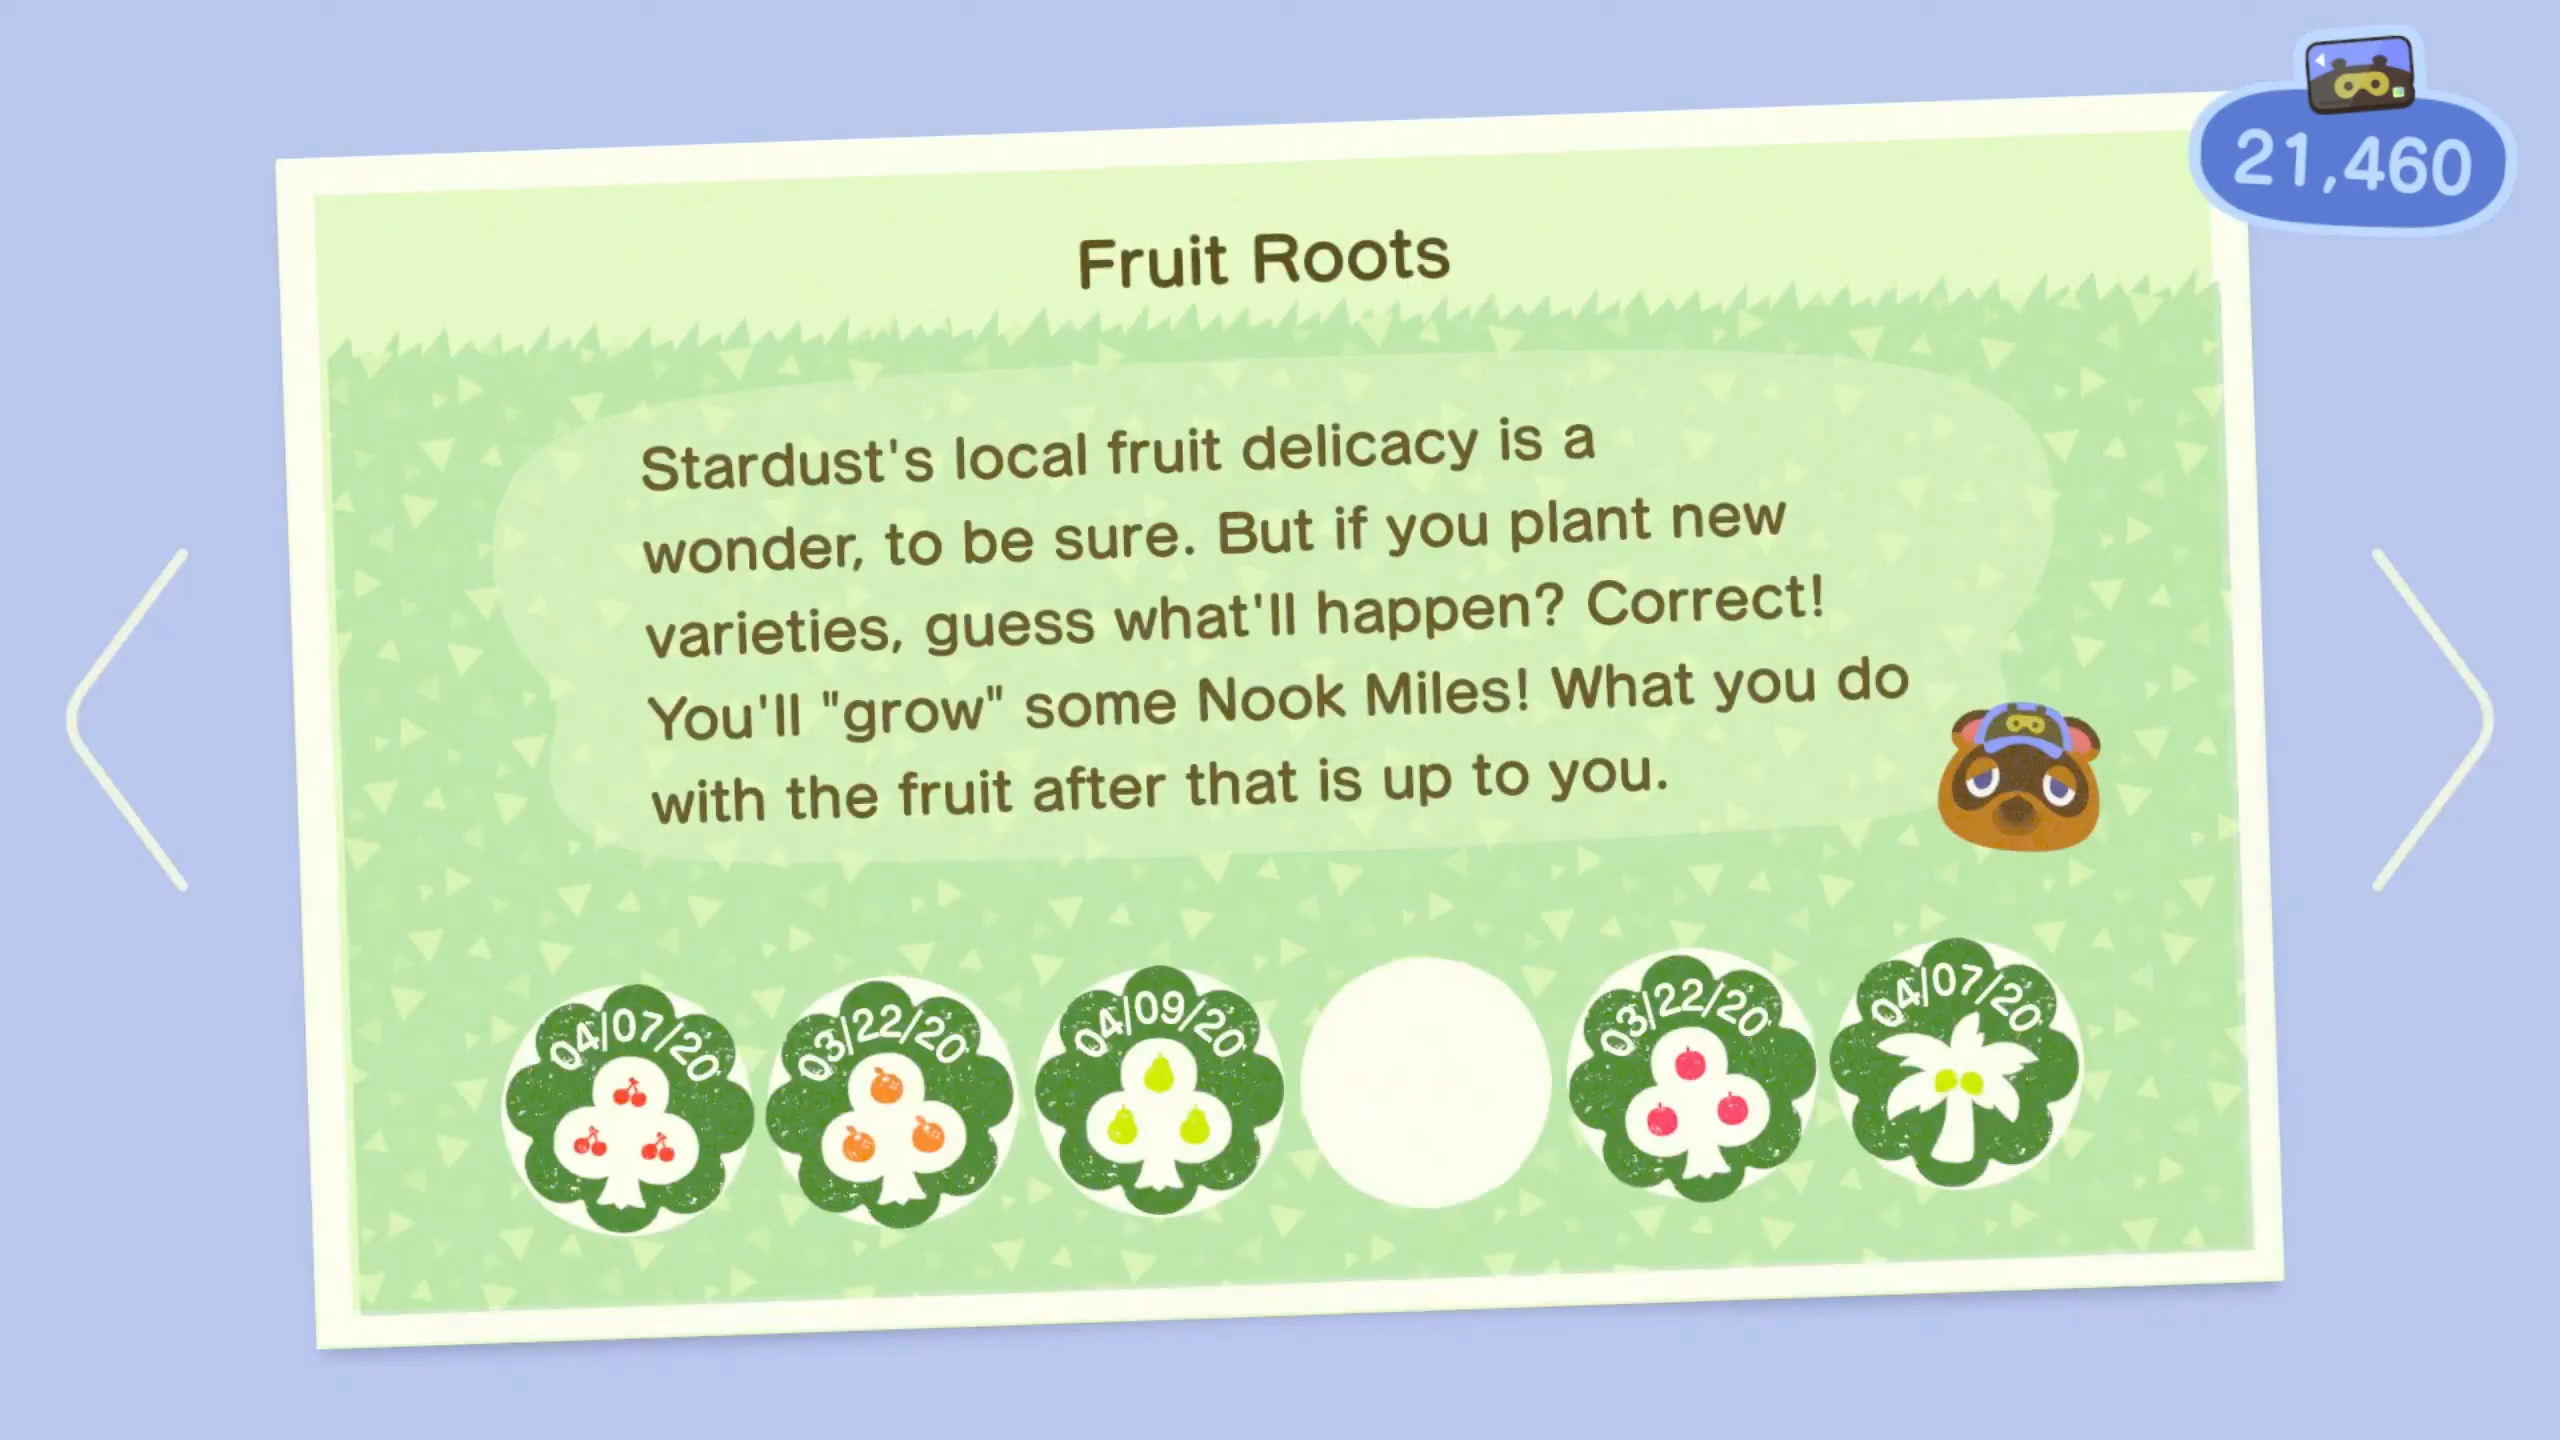 21,460
Fruit Roots
Stardust's local fruit delicacy is a
wonder, to be sure. But if you plant new
varieties, guess what'll happen? Correct!
You'll "grow" some Nook Miles! What you do
with the fruit after that is up to you.
04/07/20
03/22/20
04/09/20
03/22/20
04/07/20